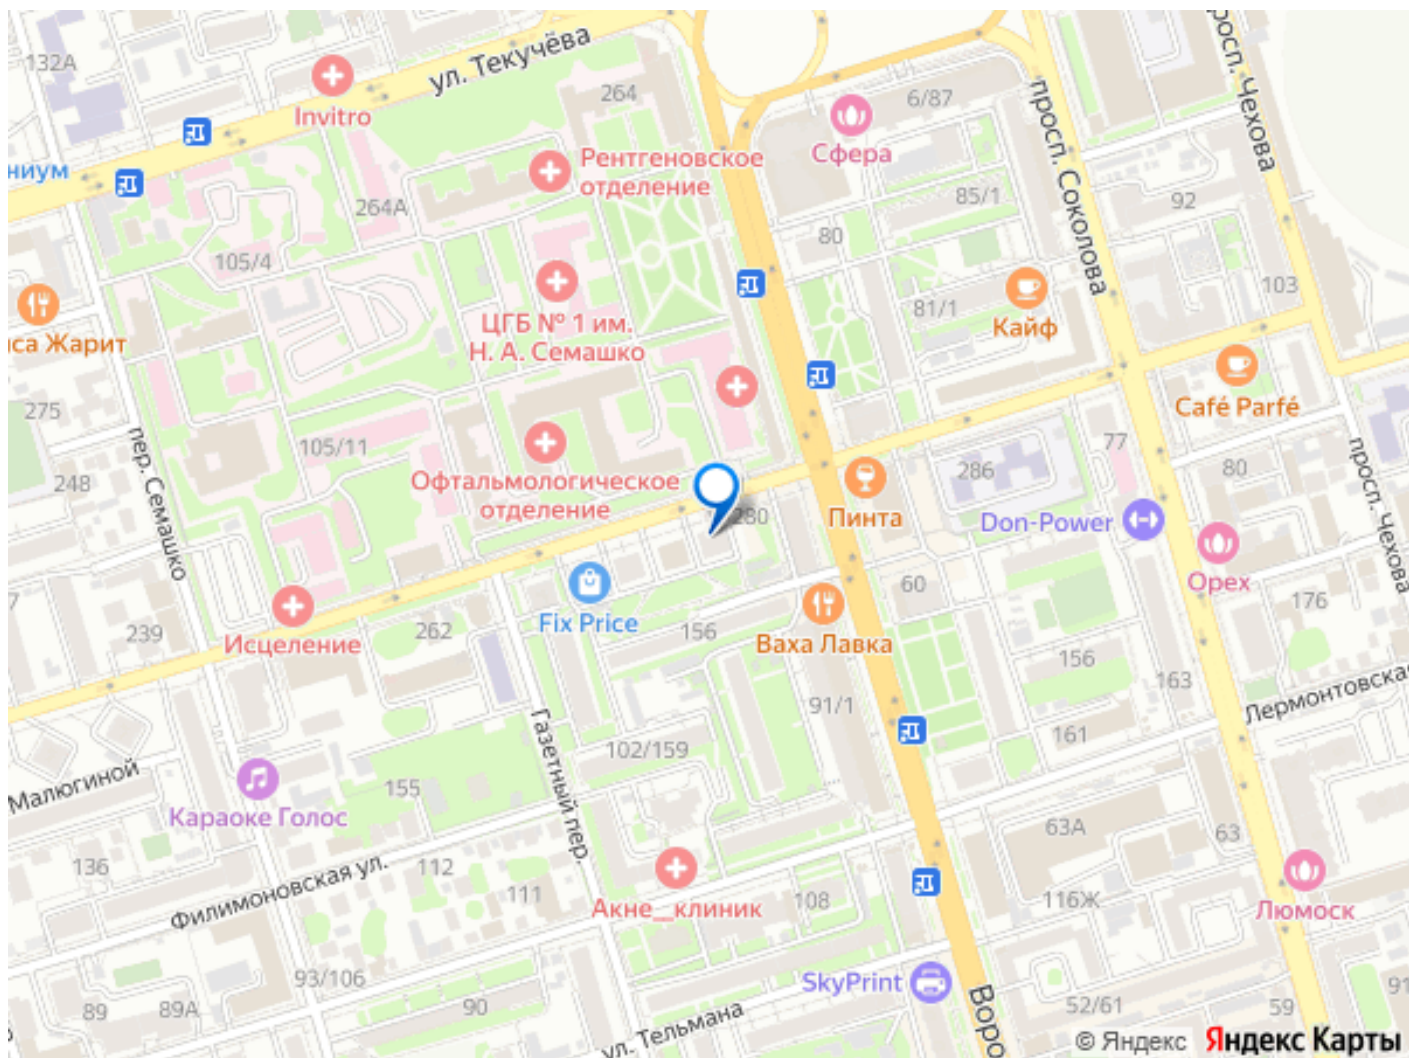 132А
ул. Текучёва
Invitro
264
6/87
Сфера
просп. Соколова
просп. Чехова
ниум
Рентгеновское
отделение
264А
85/1
92
80
105/4
81/1
Кайф
103
ЦГБ № 1 им.
Н. А. Семашко
са Жарит
Café Parfé
275
105/11
пер. Семашко
248
Офтальмологическое
отделение
280
Пинта
286
77
80
просп. Чехова
Don-Power
Орех
60
176
Fix Price
156
Ваха Лавка
239
Исцеление
262
156
163
91/1
Лермонтовская
161
102/159
Газетный пер.
Малюгиной
155
Караоке Голос
63А
63
136
Филимоновская ул.
112
111
Акне__клиник
108
116Ж
Люмоск
93/106
SkyPrint
Воро
89
89А
90
ул. Тельмана
52/61
59
91
© Яндекс Яндекс Карты